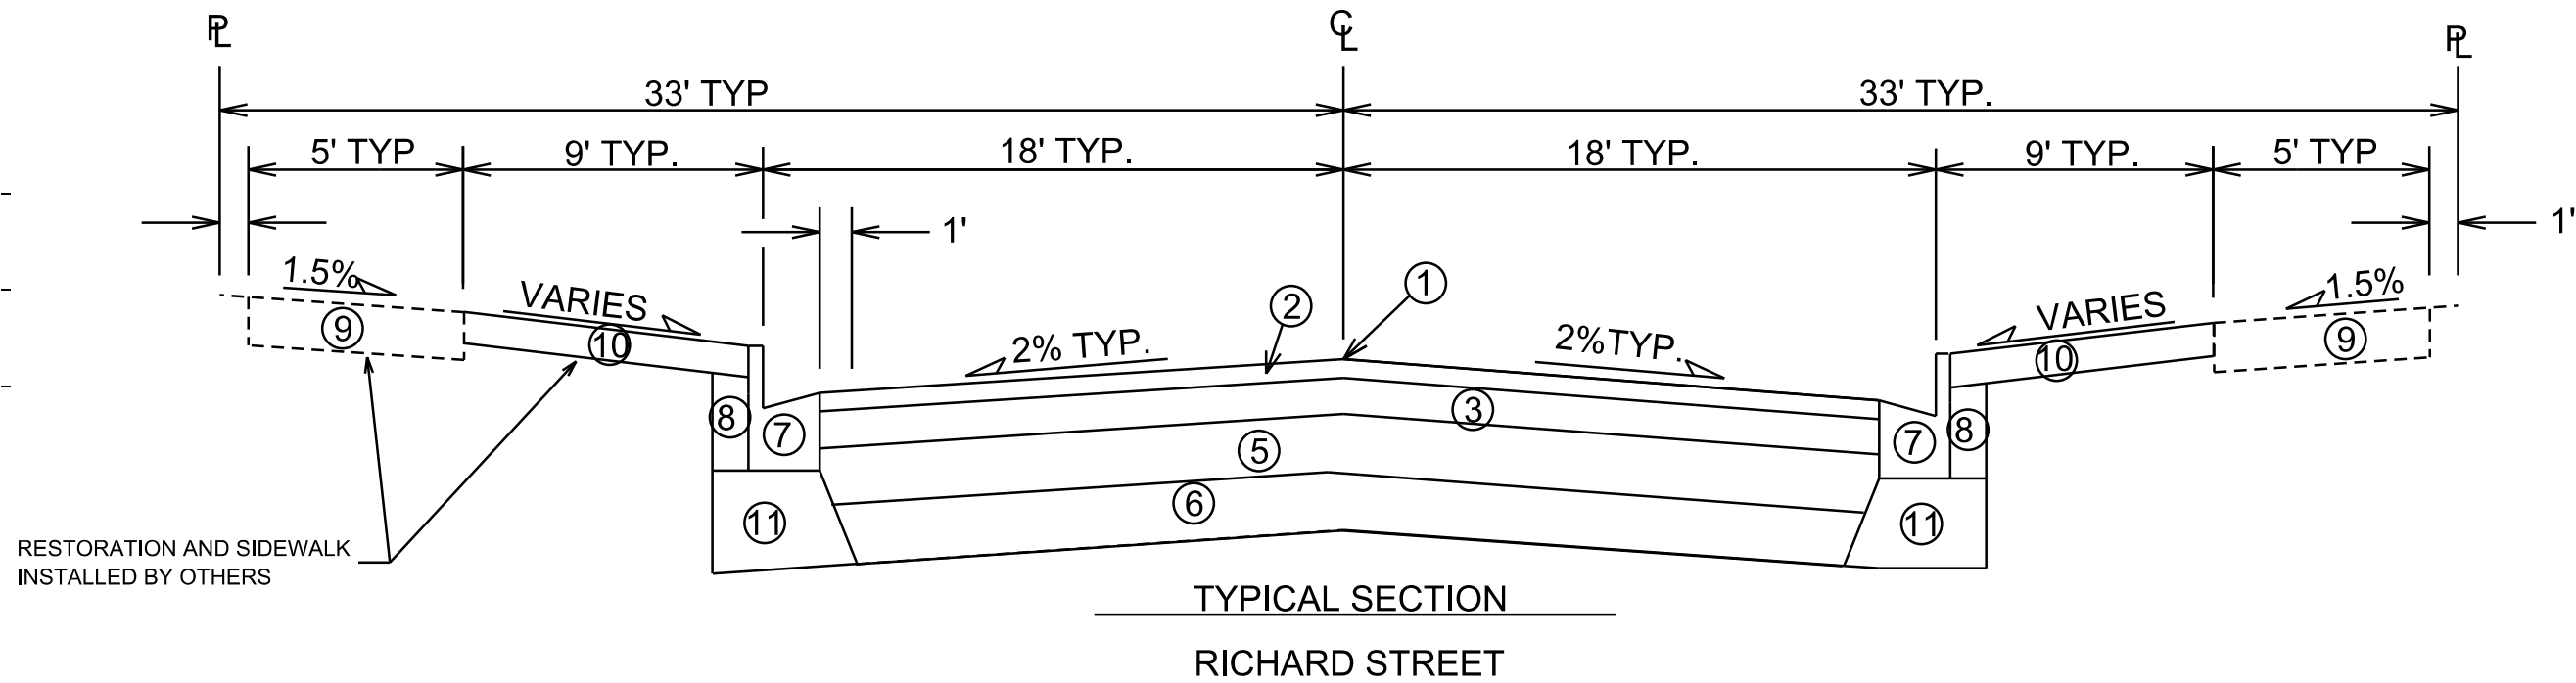 PL
CL
PL
33' TYP
33' TYP.
5' TYP
9' TYP.
18' TYP.
18' TYP.
9' TYP.
5' TYP
1'
1'
1.5%
VARIES
2% TYP.
2%TYP.
VARIES
1.5%
1
2
3
5
6
7
7
8
8
9
9
10
10
11
11
RESTORATION AND SIDEWALK
INSTALLED BY OTHERS
TYPICAL SECTION
RICHARD STREET